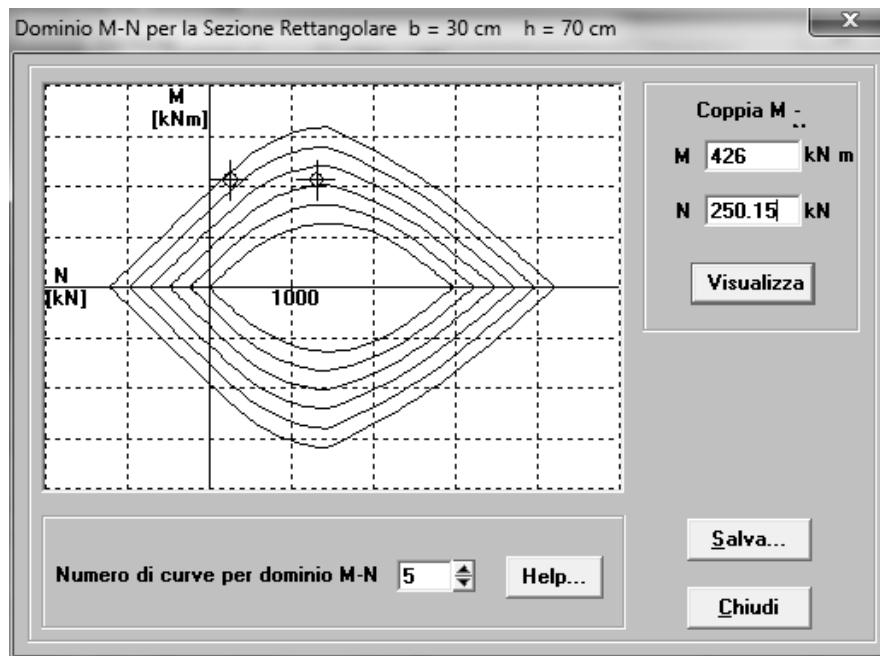 Dominio M-N per la Sezione Rettangolare b = 30 cm h = 70 cm
x
M
[kNm]
N
[kN]
1000
Coppia M -
M 426 kN m
N 250.15 kN
Visualizza
Numero di curve per dominio M-N 5 Help...
Salva...
Chiudi